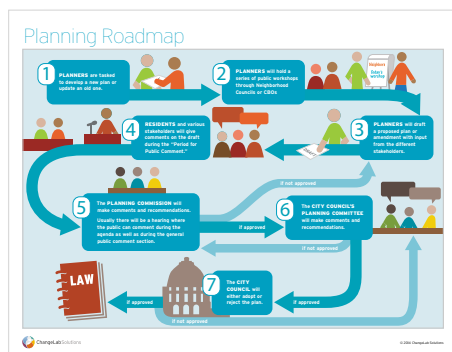 Planning Roadmap
1
PLANNERS are tasked
to develop a new plan or
update an old one.
2
PLANNERS will hold a
series of public workshops
through Neighborhood
Councils or CBOs
Neighbors
3
PLANNERS will draft
a proposed plan or
amendment with input
from the different
stakeholders.
4
RESIDENTS and various
stakeholders will give
comments on the draft
during the "Period for
Public Comment."
if not approved
5
The PLANNING COMMISSION will
make comments and recommendations.
Usually there will be a hearing where
the public can comment during the
agenda as well as during the general
public comment section.
if approved
6
The CITY COUNCIL'S
PLANNING COMMITTEE
will make comments and
recommendations.
if not approved
LAW
if approved
7
The CITY
COUNCIL will
either adopt or
reject the plan.
if approved
if not approved
ChangeLabSolutions